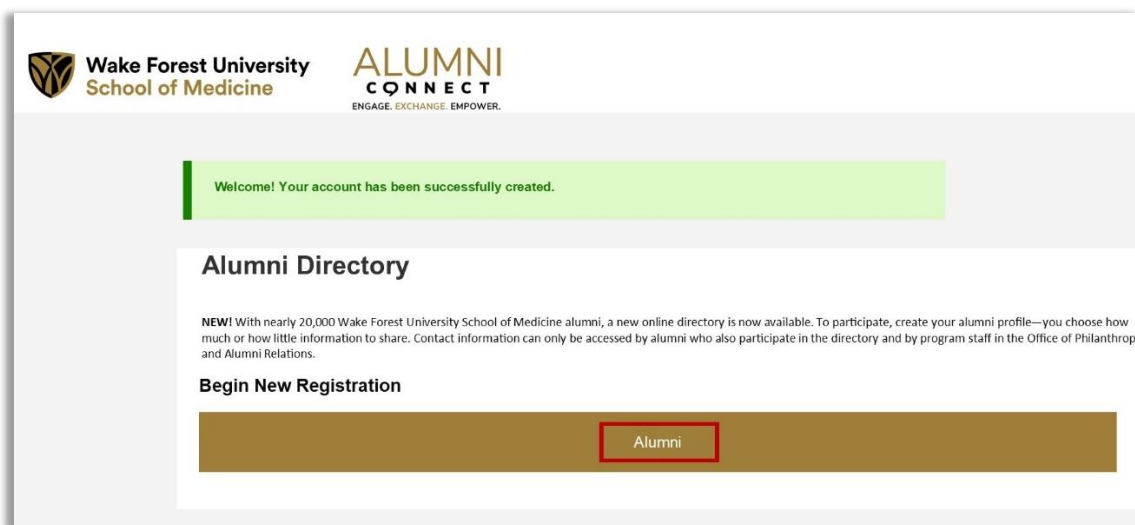 Wake Forest University
School of Medicine
ALUMNI
CONNECT
ENGAGE. EXCHANGE. EMPOWER.
Welcome! Your account has been successfully created.
Alumni Directory
NEW! With nearly 20,000 Wake Forest University School of Medicine alumni, a new online directory is now available. To participate, create your alumni profile—you choose how
much or how little information to share. Contact information can only be accessed by alumni who also participate in the directory and by program staff in the Office of Philanthrop
and Alumni Relations.
Begin New Registration
Alumni